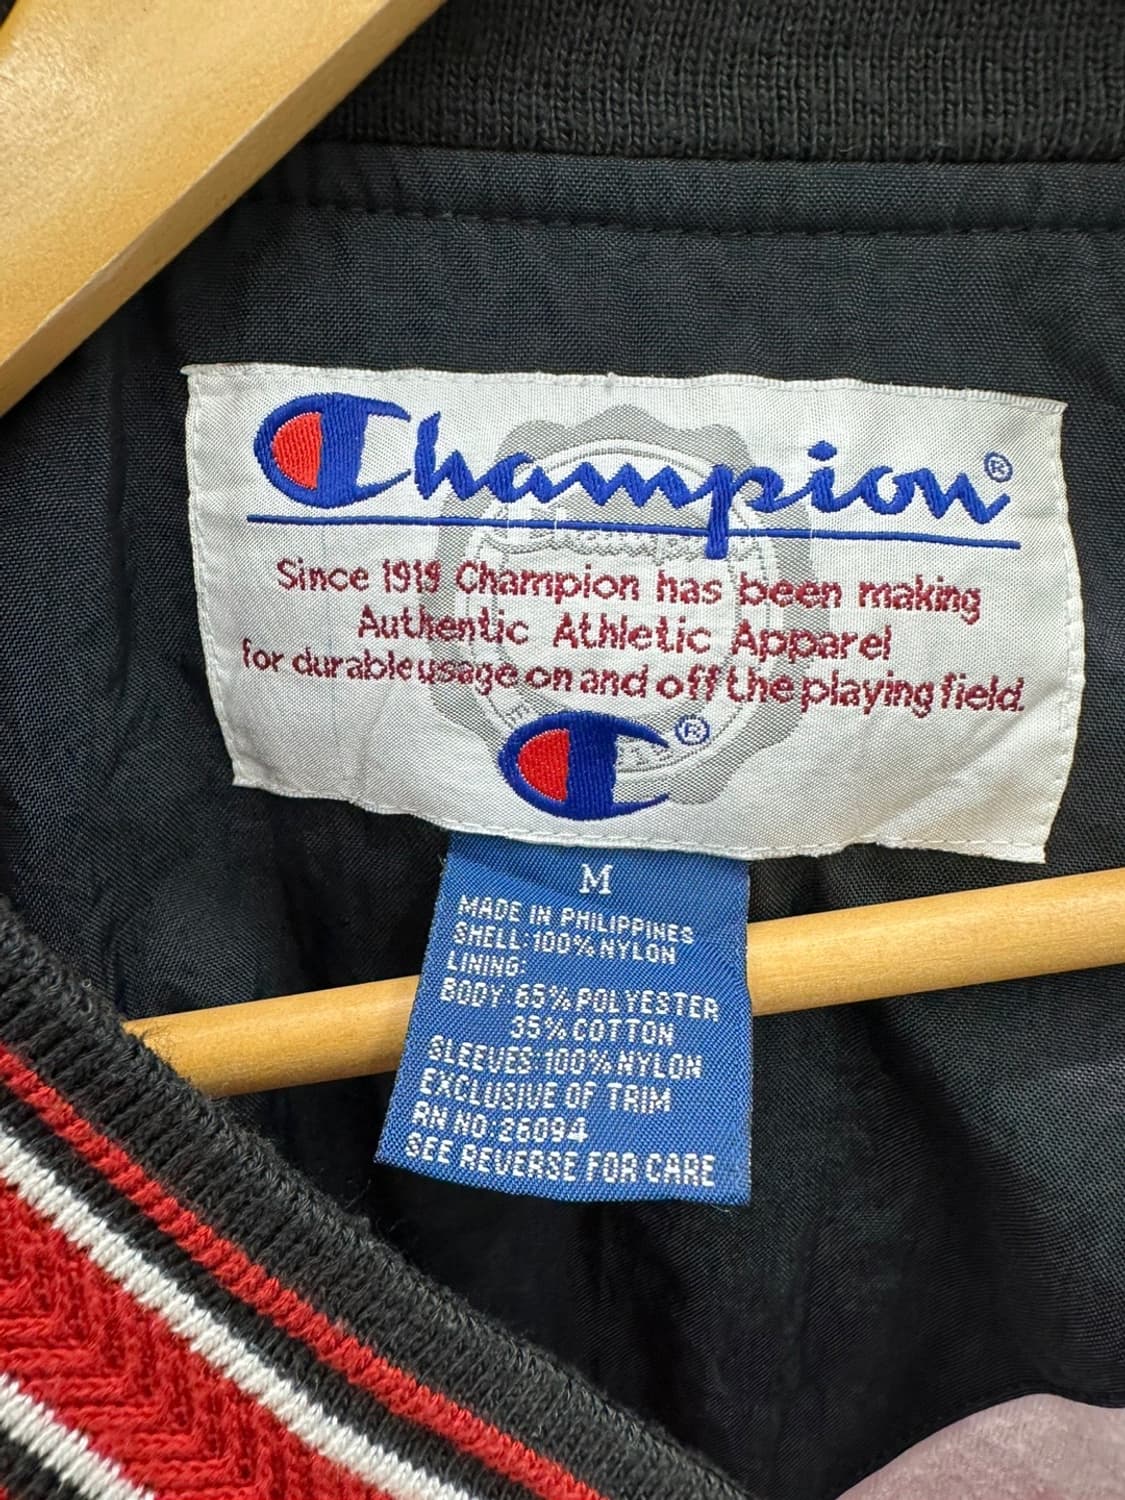 Champion®
Since 1919 Champion has been making
Authentic Athletic Apparel
for durable usage on and off the playing field.
®
M
MADE IN PHILIPPINES
SHELL:100% NYLON
LINING:
BODY:65% POLYESTER
35% COTTON
SLEEVES:100% NYLON
EXCLUSIVE OF TRIM
RN NO:26094
SEE REVERSE FOR CARE